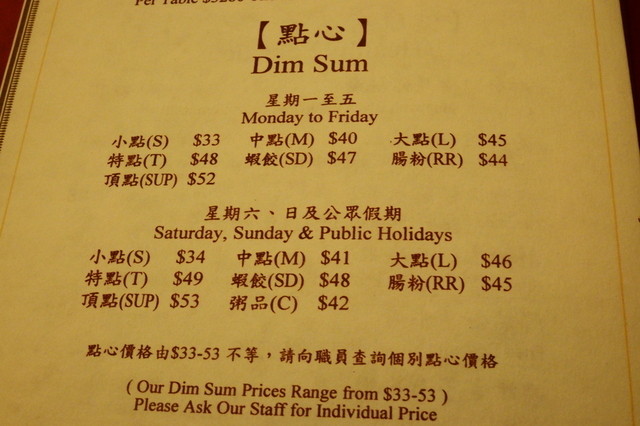 Per Table
【點心】
Dim Sum
星期一至五
Monday to Friday
小點(S) $33 中點(M) $40 大點(L) $45
特點(T) $48 蝦餃(SD) $47 腸粉(RR) $44
頂點(SUP) $52
星期六、日及公眾假期
Saturday, Sunday & Public Holidays
小點(S) $34 中點(M) $41 大點(L) $46
特點(T) $49 蝦餃(SD) $48 腸粉(RR) $45
頂點(SUP) $53 粥品(C) $42
點心價格由$33-53 不等，請向職員查詢個別點心價格
( Our Dim Sum Prices Range from $33-53 )
Please Ask Our Staff for Individual Price